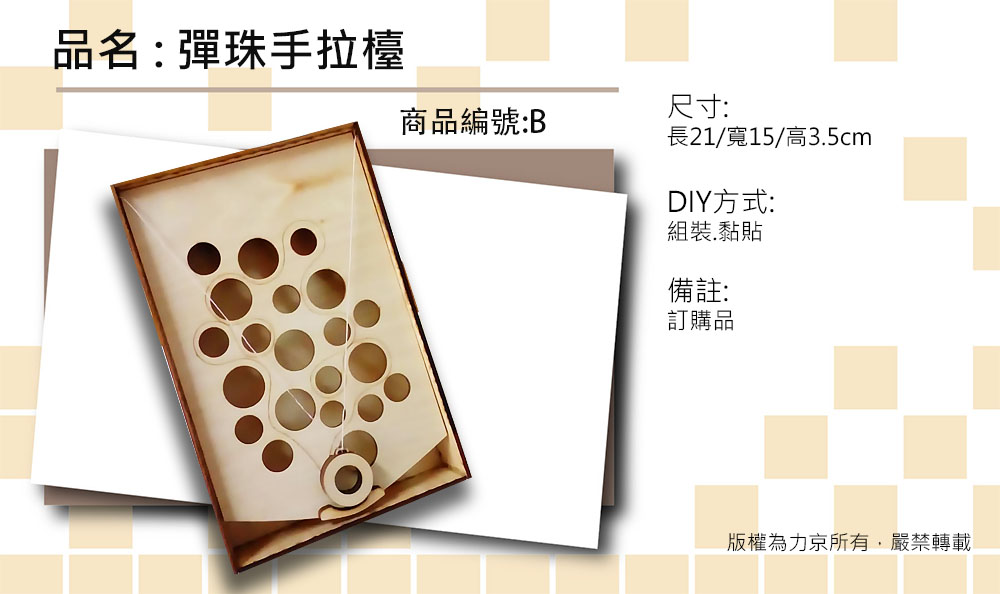 品名 : 彈珠手拉檯
商品編號:B
尺寸:
長21/寬15/高3.5cm
DIY方式:
組裝.黏貼
備註:
訂購品
版權為力京所有，嚴禁轉載